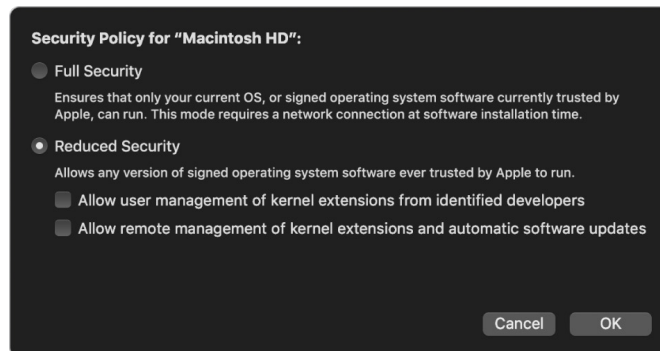 Security Policy for “Macintosh HD”:
Full Security
Ensures that only your current OS, or signed operating system software currently trusted by
Apple, can run. This mode requires a network connection at software installation time.
Reduced Security
Allows any version of signed operating system software ever trusted by Apple to run.
Allow user management of kernel extensions from identified developers
Allow remote management of kernel extensions and automatic software updates
Cancel OK